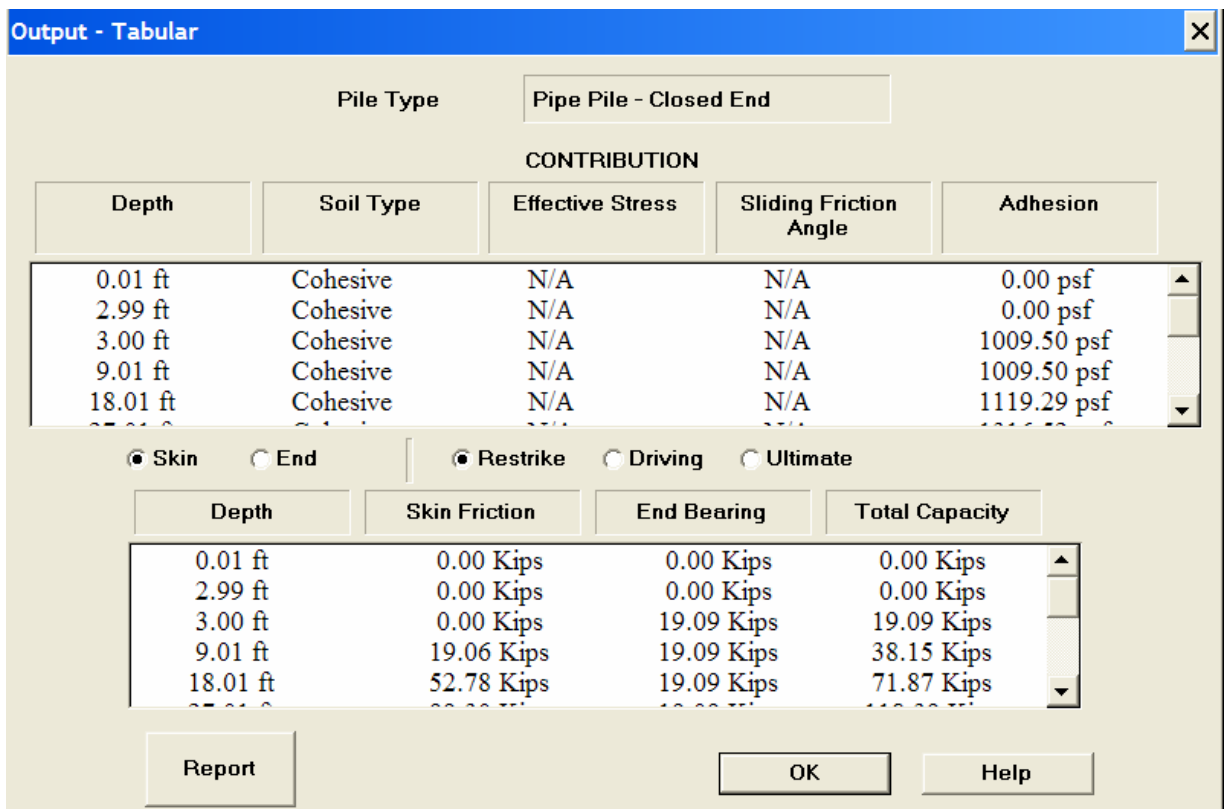 Output - Tabular
Pile Type Pipe Pile - Closed End
CONTRIBUTION
Depth Soil Type Effective Stress Sliding Friction Angle Adhesion
0.01 ft Cohesive N/A N/A 0.00 psf
2.99 ft Cohesive N/A N/A 0.00 psf
3.00 ft Cohesive N/A N/A 1009.50 psf
9.01 ft Cohesive N/A N/A 1009.50 psf
18.01 ft Cohesive N/A N/A 1119.29 psf
Skin End Restrike Driving Ultimate
Depth Skin Friction End Bearing Total Capacity
0.01 ft 0.00 Kips 0.00 Kips 0.00 Kips
2.99 ft 0.00 Kips 0.00 Kips 0.00 Kips
3.00 ft 0.00 Kips 19.09 Kips 19.09 Kips
9.01 ft 19.06 Kips 19.09 Kips 38.15 Kips
18.01 ft 52.78 Kips 19.09 Kips 71.87 Kips
Report OK Help